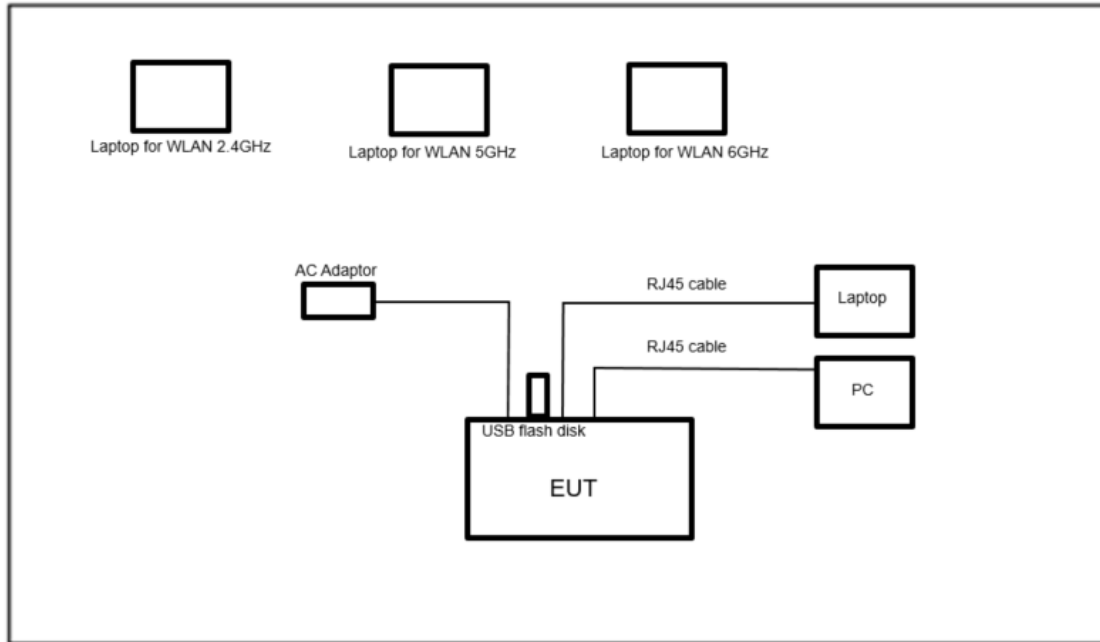 Laptop for WLAN 2.4GHz
Laptop for WLAN 5GHz
Laptop for WLAN 6GHz
AC Adaptor
RJ45 cable
Laptop
RJ45 cable
PC
USB flash disk
EUT